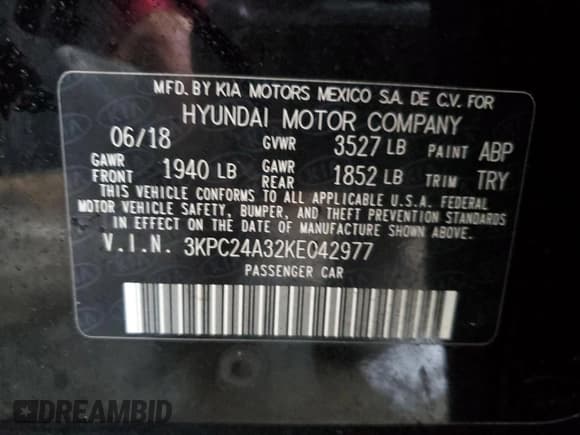 MFD. BY KIA MOTORS MEXICO S.A. DE C.V. FOR
HYUNDAI MOTOR COMPANY
06/18 GVWR 3527 LB PAINT ABP
GAWR FRONT 1940 LB GAWR REAR 1852 LB TRIM TRY
THIS VEHICLE CONFORMS TO ALL APPLICABLE U.S.A. FEDERAL
MOTOR VEHICLE SAFETY, BUMPER, AND THEFT PREVENTION STANDARDS
IN EFFECT ON THE DATE OF MANUFACTURE SHOWN ABOVE.
V.I.N. 3KPC24A32KE042977
PASSENGER CAR
DREAMBID